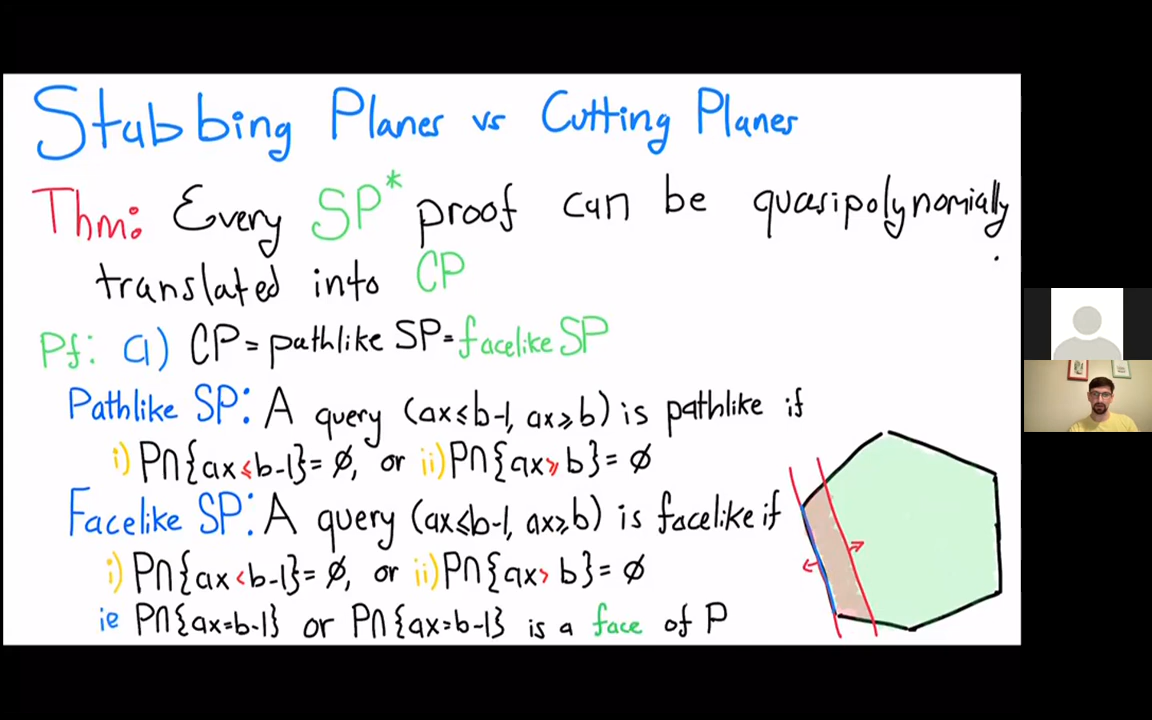 Stabbing Planes vs Cutting Planes
Thm: Every SP* proof can be quasipolynomially
translated into CP
Pf: a) CP = pathlike SP = facelike SP
Pathlike SP: A query (ax≤b-1, ax≥b) is pathlike if
i) P∩{ax≤b-1}=∅, or ii) P∩{ax≥b}=∅
Facelike SP: A query (ax≤b-1, ax≥b) is facelike if
i) P∩{ax<b-1}=∅, or ii) P∩{ax>b}=∅
ie P∩{ax=b-1} or P∩{ax=b-1} is a face of P